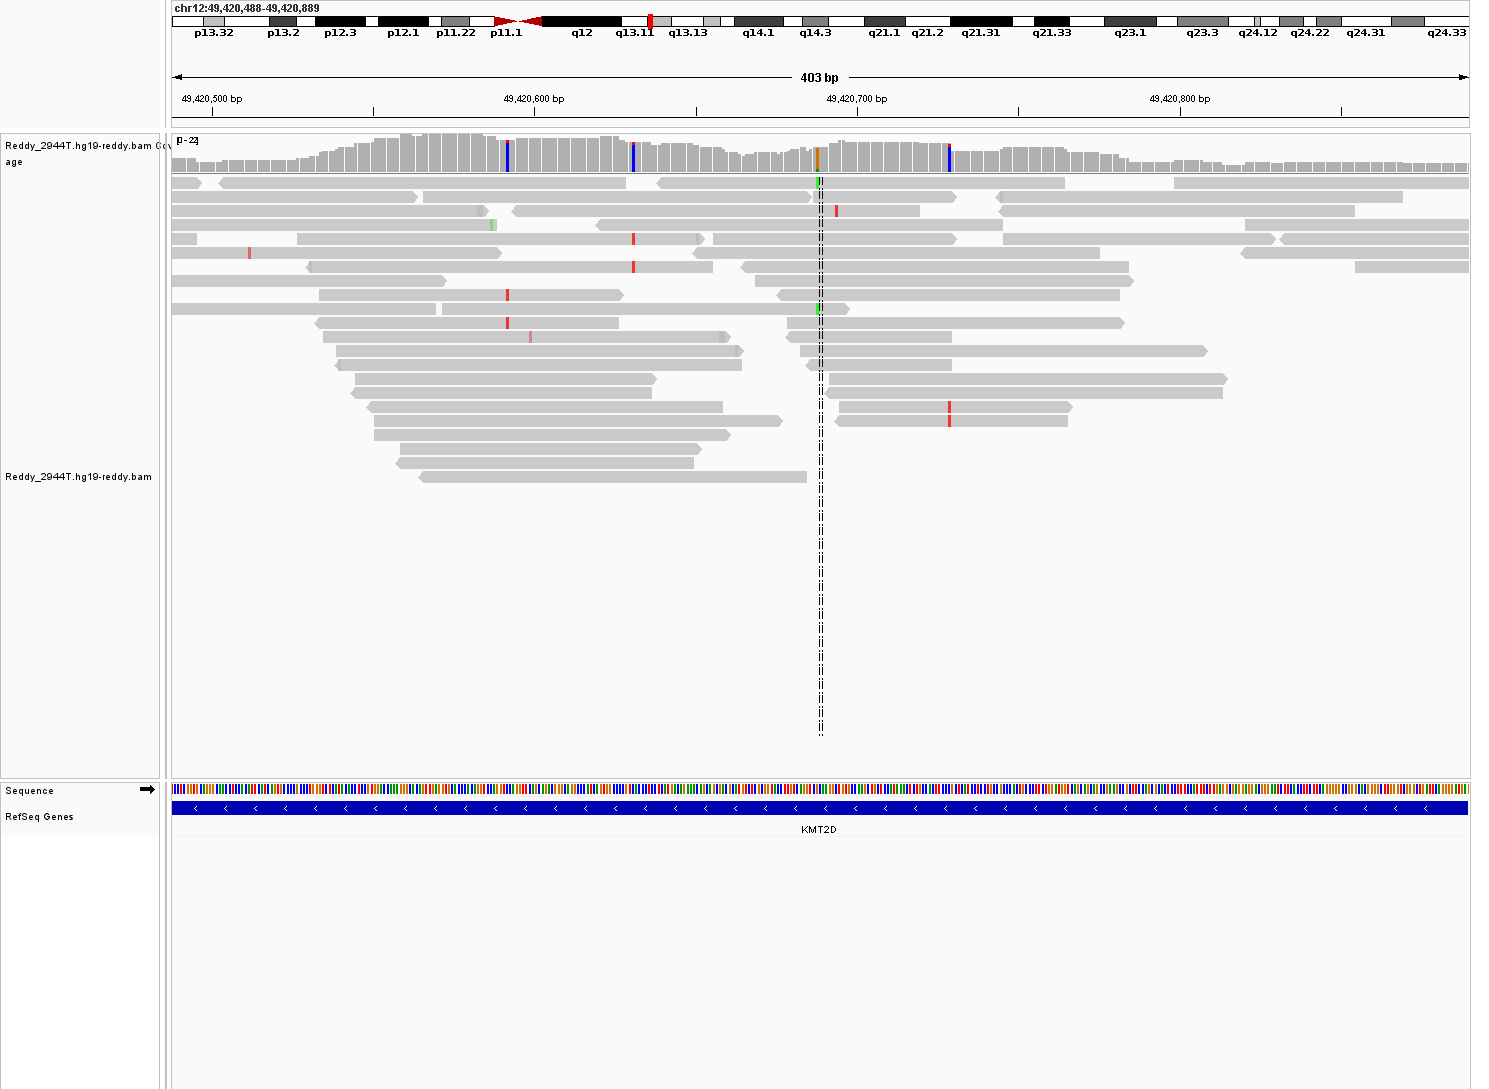 chr12:49,420,488-49,420,889
p13.32 p13.2 p12.3 p12.1 p11.22 p11.1 q12 q13.11 q13.13 q14.1 q14.3 q21.1 q21.2 q21.31 q21.33 q23.1 q23.3 q24.12 q24.22 q24.31 q24.33
403 bp
49,420,500 bp 49,420,600 bp 49,420,700 bp 49,420,800 bp
[0-22]
Reddy_2944T.hg19-reddy.bam Cov
age
Reddy_2944T.hg19-reddy.bam
Sequence
RefSeq Genes
KMT2D